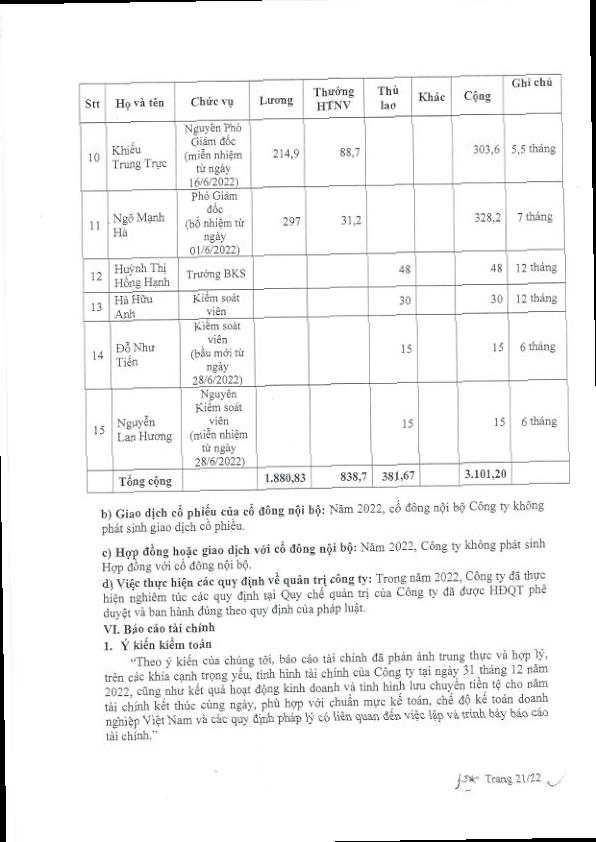 Stt Họ và tên Chức vụ Lương Thưởng HTNV Thù lao Khác Cộng Ghi chú
10 Khiếu Trung Trực Nguyên Phó Giám đốc (miễn nhiệm từ ngày 16/6/2022) 214,9 88,7 303,6 5,5 tháng
11 Ngô Mạnh Hà Phó Giám đốc (bổ nhiệm từ ngày 01/6/2022) 297 31,2 328,2 7 tháng
12 Huỳnh Thị Hồng Hạnh Trưởng BKS 48 48 12 tháng
13 Hà Hữu Anh Kiểm soát viên 30 30 12 tháng
14 Đỗ Như Tiến Kiểm soát viên (bầu mới từ ngày 28/6/2022) 15 15 6 tháng
15 Nguyễn Lan Hương Nguyên Kiểm soát viên (miễn nhiệm từ ngày 28/6/2022) 15 15 6 tháng
Tổng cộng 1.880,83 838,7 381,67 3.101,20
b) Giao dịch cổ phiếu của cổ đông nội bộ: Năm 2022, cổ đông nội bộ Công ty không
phát sinh giao dịch cổ phiếu.
c) Hợp đồng hoặc giao dịch với cổ đông nội bộ: Năm 2022, Công ty không phát sinh
Hợp đồng với cổ đông nội bộ.
d) Việc thực hiện các quy định về quản trị công ty: Trong năm 2022, Công ty đã thực
hiện nghiêm túc các quy định tại Quy chế quản trị của Công ty đã được HĐQT phê
duyệt và ban hành đúng theo quy định của pháp luật.
VI. Báo cáo tài chính
1. Ý kiến kiểm toán
“Theo ý kiến của chúng tôi, báo cáo tài chính đã phản ánh trung thực và hợp lý,
trên các khía cạnh trọng yếu, tình hình tài chính của Công ty tại ngày 31 tháng 12 năm
2022, cũng như kết quả hoạt động kinh doanh và tình hình lưu chuyển tiền tệ cho năm
tài chính kết thúc cùng ngày, phù hợp với chuẩn mực kế toán, chế độ kế toán doanh
nghiệp Việt Nam và các quy định pháp lý có liên quan đến việc lập và trình bày báo cáo
tài chính.”
Trang 21/22